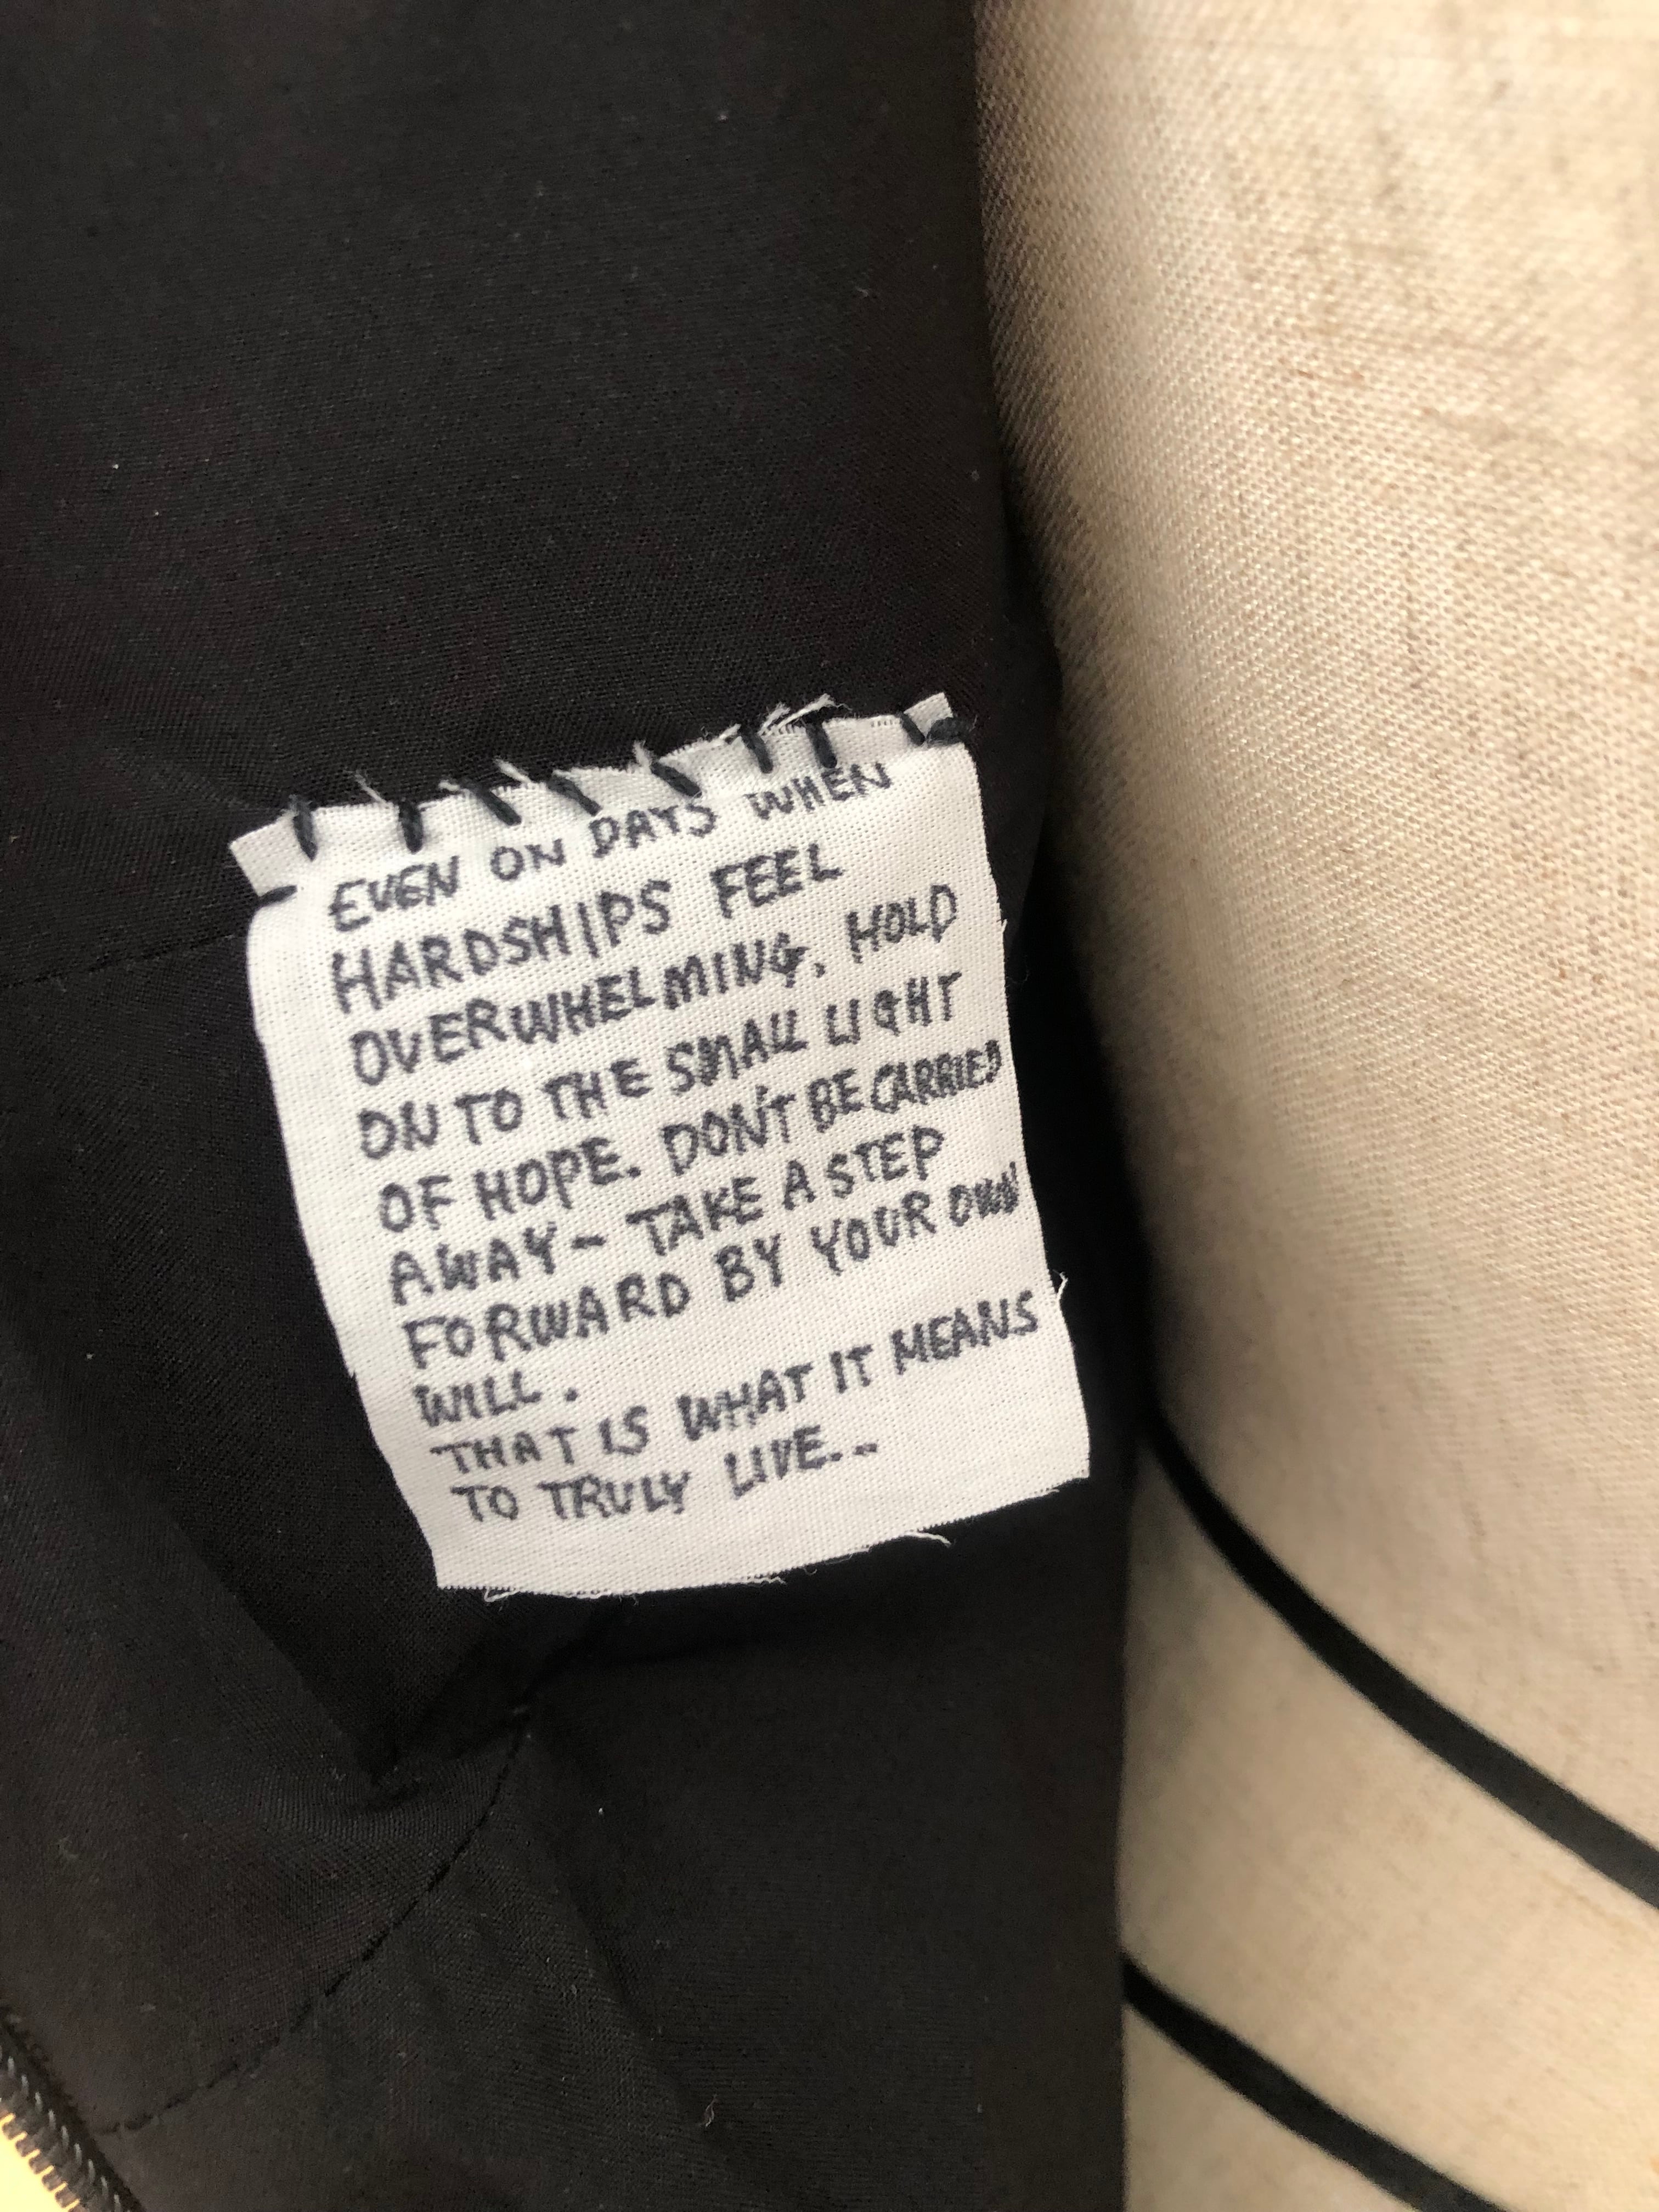 EVEN ON DAYS WHEN
HARDSHIPS FEEL
OVERWHELMING, HOLD
ON TO THE SMALL LIGHT
OF HOPE. DON'T BE CARRIED
AWAY- TAKE A STEP
FORWARD BY YOUR OWN
WILL.
THAT IS WHAT IT MEANS
TO TRULY LIVE...